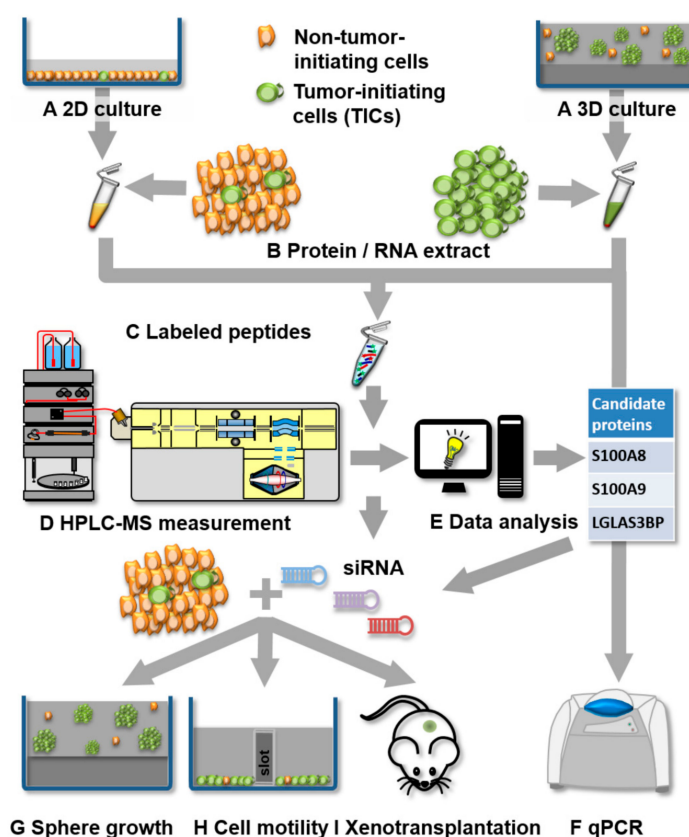 Non-tumor-
initiating cells
Tumor-initiating
cells (TICs)
A 2D culture
A 3D culture
B Protein / RNA extract
C Labeled peptides
Candidate
proteins
S100A8
S100A9
LGLAS3BP
D HPLC-MS measurement
E Data analysis
siRNA
slot
G Sphere growth
H Cell motility
I Xenotransplantation
F qPCR